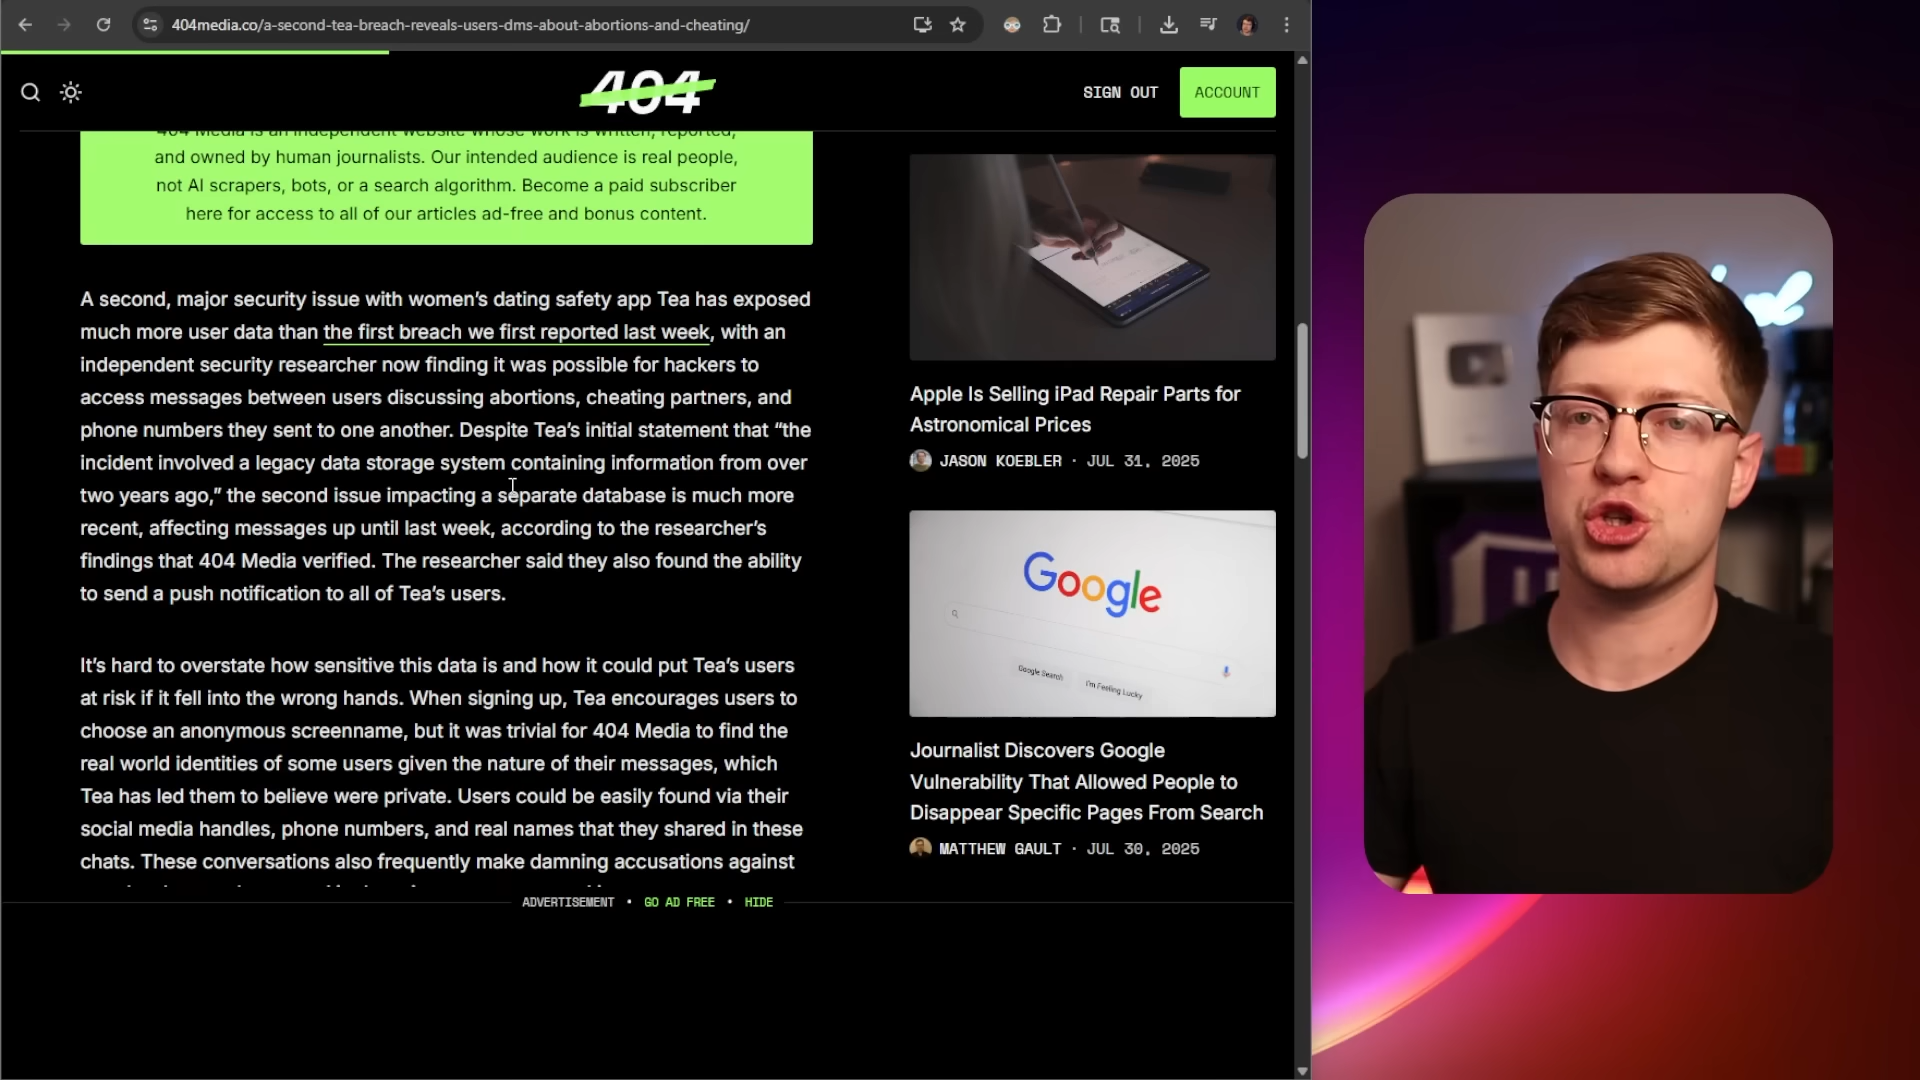 404media.co/a-second-tea-breach-reveals-users-dms-about-abortions-and-cheating/
404
SIGN OUT
ACCOUNT
404 Media is an independent website whose work is written, reported,
and owned by human journalists. Our intended audience is real people,
not AI scrapers, bots, or a search algorithm. Become a paid subscriber
here for access to all of our articles ad-free and bonus content.
A second, major security issue with women’s dating safety app Tea has exposed
much more user data than the first breach we first reported last week, with an
independent security researcher now finding it was possible for hackers to
access messages between users discussing abortions, cheating partners, and
phone numbers they sent to one another. Despite Tea’s initial statement that “the
incident involved a legacy data storage system containing information from over
two years ago,” the second issue impacting a separate database is much more
recent, affecting messages up until last week, according to the researcher’s
findings that 404 Media verified. The researcher said they also found the ability
to send a push notification to all of Tea’s users.
It’s hard to overstate how sensitive this data is and how it could put Tea’s users
at risk if it fell into the wrong hands. When signing up, Tea encourages users to
choose an anonymous screenname, but it was trivial for 404 Media to find the
real world identities of some users given the nature of their messages, which
Tea has led them to believe were private. Users could be easily found via their
social media handles, phone numbers, and real names that they shared in these
chats. These conversations also frequently make damning accusations against
Apple Is Selling iPad Repair Parts for
Astronomical Prices
JASON KOEBLER · JUL 31, 2025
Google
Google Search
I'm Feeling Lucky
Journalist Discovers Google
Vulnerability That Allowed People to
Disappear Specific Pages From Search
MATTHEW GAULT · JUL 30, 2025
ADVERTISEMENT • GO AD FREE • HIDE